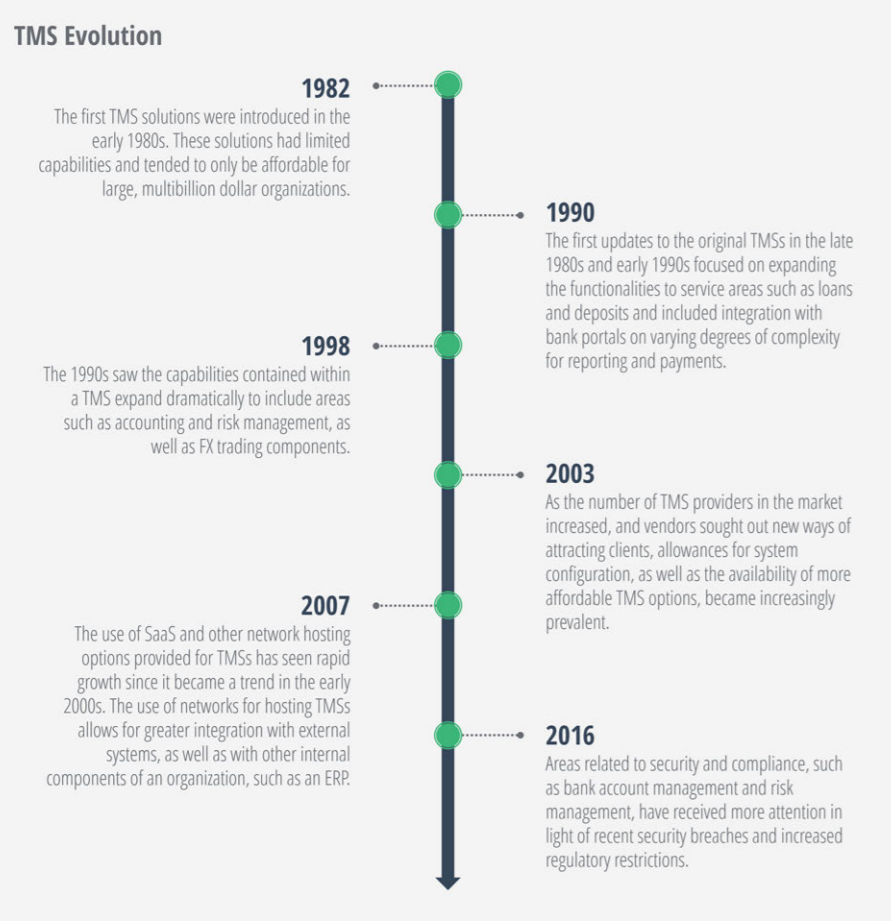 TMS Evolution
1982
The first TMS solutions were introduced in the
early 1980s. These solutions had limited
capabilities and tended to only be affordable for
large, multibillion dollar organizations.
1990
The first updates to the original TMSs in the late
1980s and early 1990s focused on expanding
the functionalities to service areas such as loans
and deposits and included integration with
bank portals on varying degrees of complexity
for reporting and payments.
1998
The 1990s saw the capabilities contained within
a TMS expand dramatically to include areas
such as accounting and risk management, as
well as FX trading components.
2003
As the number of TMS providers in the market
increased, and vendors sought out new ways of
attracting clients, allowances for system
configuration, as well as the availability of more
affordable TMS options, became increasingly
prevalent.
2007
The use of SaaS and other network hosting
options provided for TMSs has seen rapid
growth since it became a trend in the early
2000s. The use of networks for hosting TMSs
allows for greater integration with external
systems, as well as with other internal
components of an organization, such as an ERP.
2016
Areas related to security and compliance, such
as bank account management and risk
management, have received more attention in
light of recent security breaches and increased
regulatory restrictions.